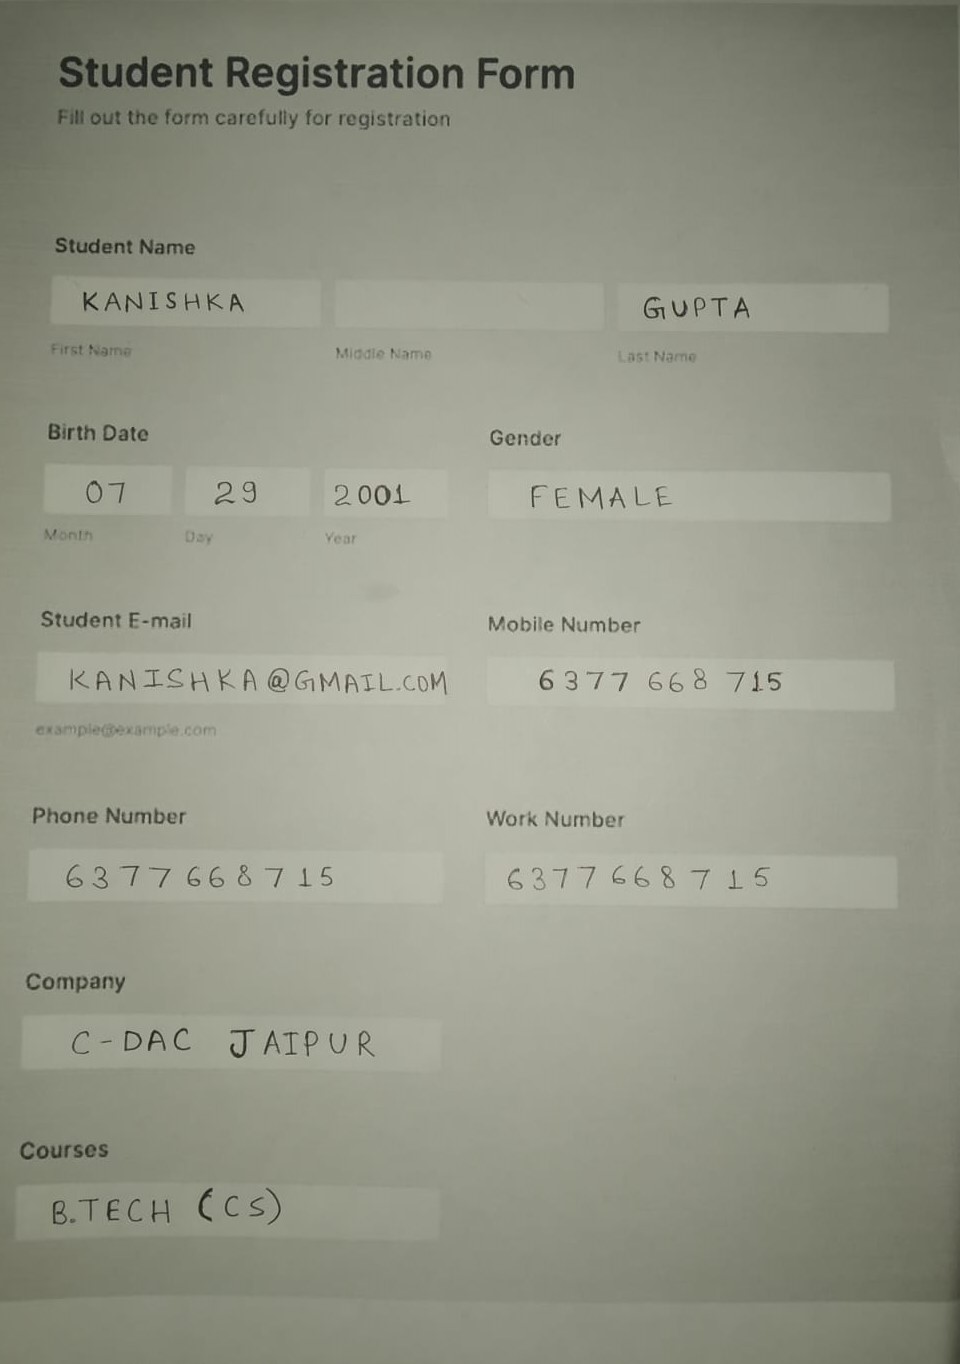 Student Registration Form
Fill out the form carefully for registration
Student Name
KANISHKA GUPTA
First Name Middle Name Last Name
Birth Date Gender
07 29 2001 FEMALE
Month Day Year
Student E-mail Mobile Number
KANISHKA@GMAIL.COM 6377 668 715
example@example.com
Phone Number Work Number
6377668715 6377668715
Company
C-DAC JAIPUR
Courses
B.TECH (CS)